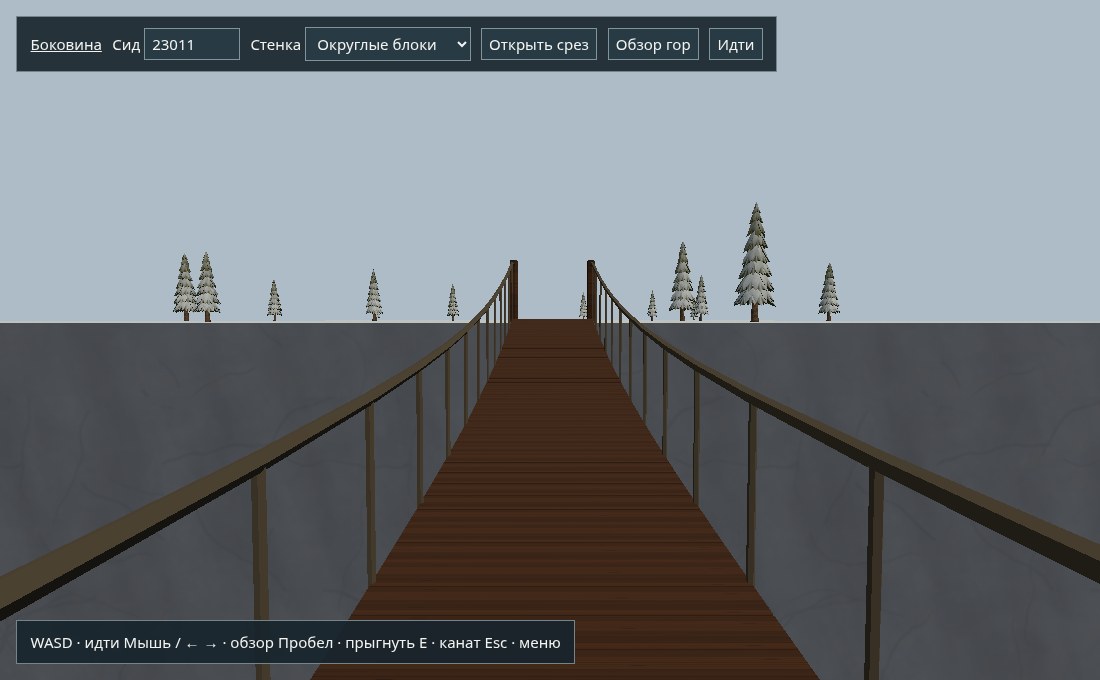 Боковина Сид 23011 Стенка Округлые блоки Открыть срез Обзор гор Идти
WASD · идти Мышь / ← → · обзор Пробел · прыгнуть E · канат Esc · меню